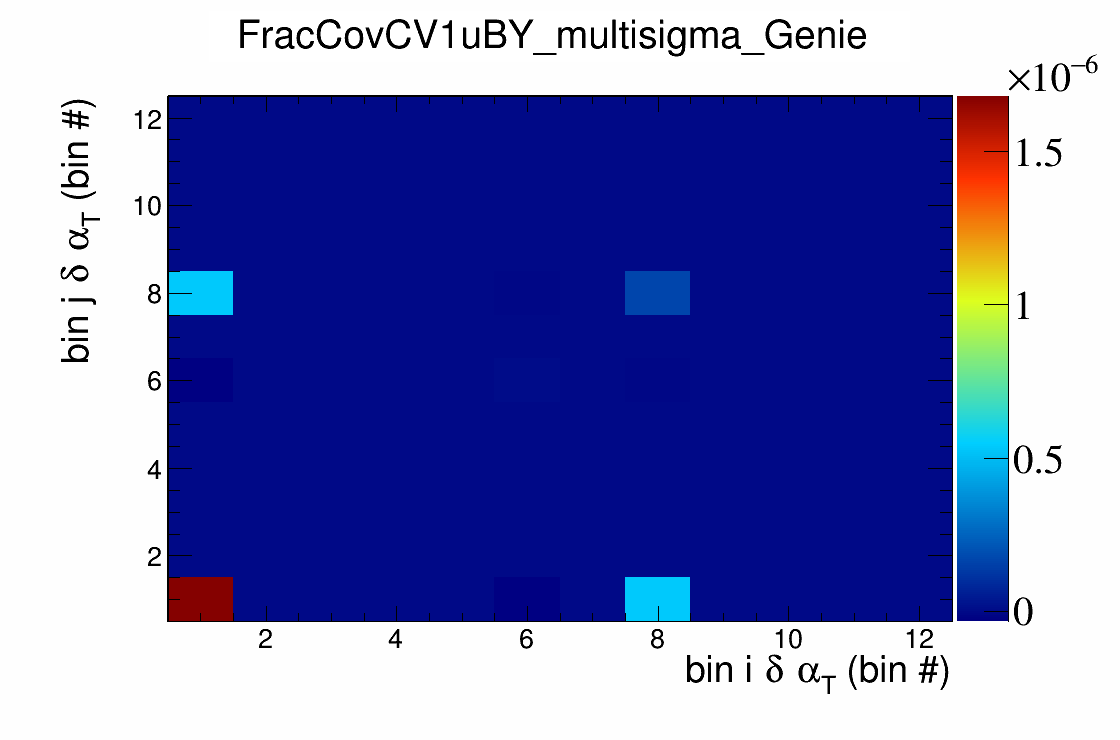 FracCovCV1uBY_multisigma_Genie
×10⁻⁶
bin j δ α_T (bin #)
12
10
8
6
4
2
1.5
1
0.5
0
2 4 6 8 10 12
bin i δ α_T (bin #)